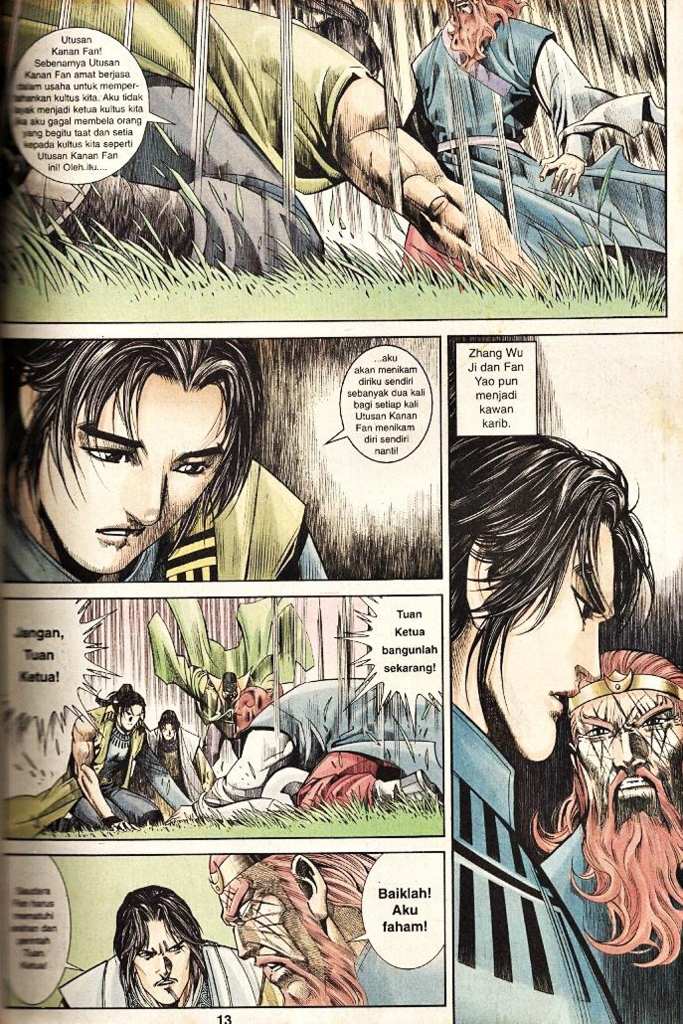 Utusan
Kanan Fan!
Sebenarnya Utusan
Kanan Fan amat berjasa
dalam usaha untuk memper-
tahankan kultus kita. Aku tidak
layak menjadi ketua kultus kita
jika aku gagal membela orang
yang begitu taat dan setia
kepada kultus kita seperti
Utusan Kanan Fan
ini! Oleh itu....
...aku
akan menikam
diriku sendiri
sebanyak dua kali
bagi setiap kali
Utusan Kanan
Fan menikam
diri sendiri
nanti!
Zhang Wu
Ji dan Fan
Yao pun
menjadi
kawan
karib.
Jangan,
Tuan
Ketua!
Tuan
Ketua
bangunlah
sekarang!
Saudara
Fan harus
mematuhi
dan
Tuan
Ketua!
Baiklah!
Aku
faham!
13